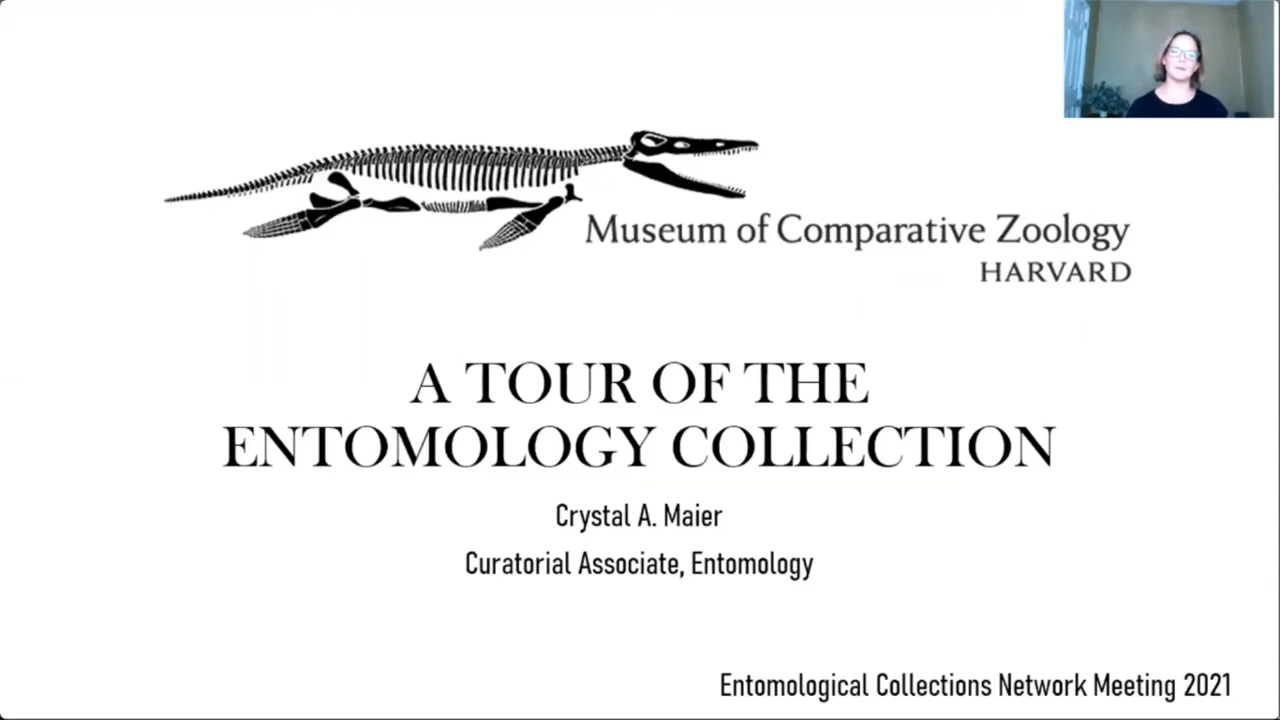 Museum of Comparative Zoology
HARVARD
A TOUR OF THE
ENTOMOLOGY COLLECTION
Crystal A. Maier
Curatorial Associate, Entomology
Entomological Collections Network Meeting 2021